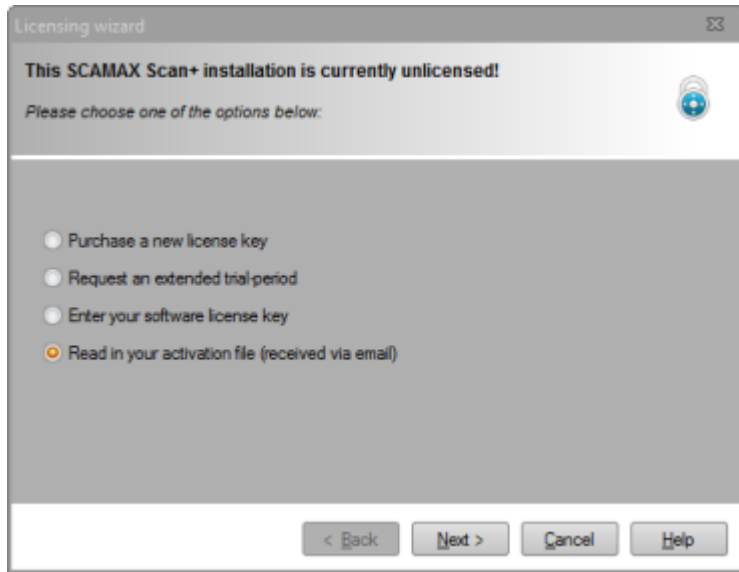 Licensing wizard
This SCAMAX Scan+ installation is currently unlicensed!
Please choose one of the options below:
Purchase a new license key
Request an extended trial-period
Enter your software license key
Read in your activation file (received via email)
< Back Next > Cancel Help